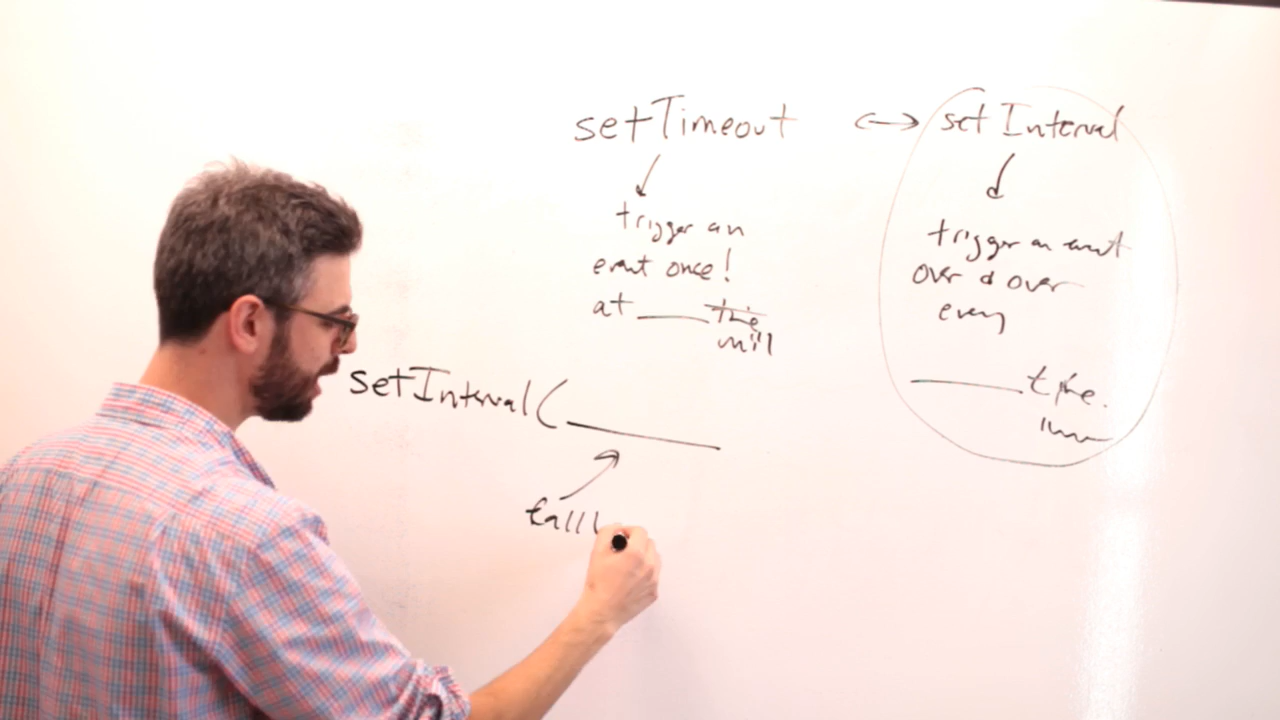 setTimeout <-> setInterval
trigger an
event once!
at ____ time
mill
trigger an event
over & over
every
____ time.
setInterval( ____
callb